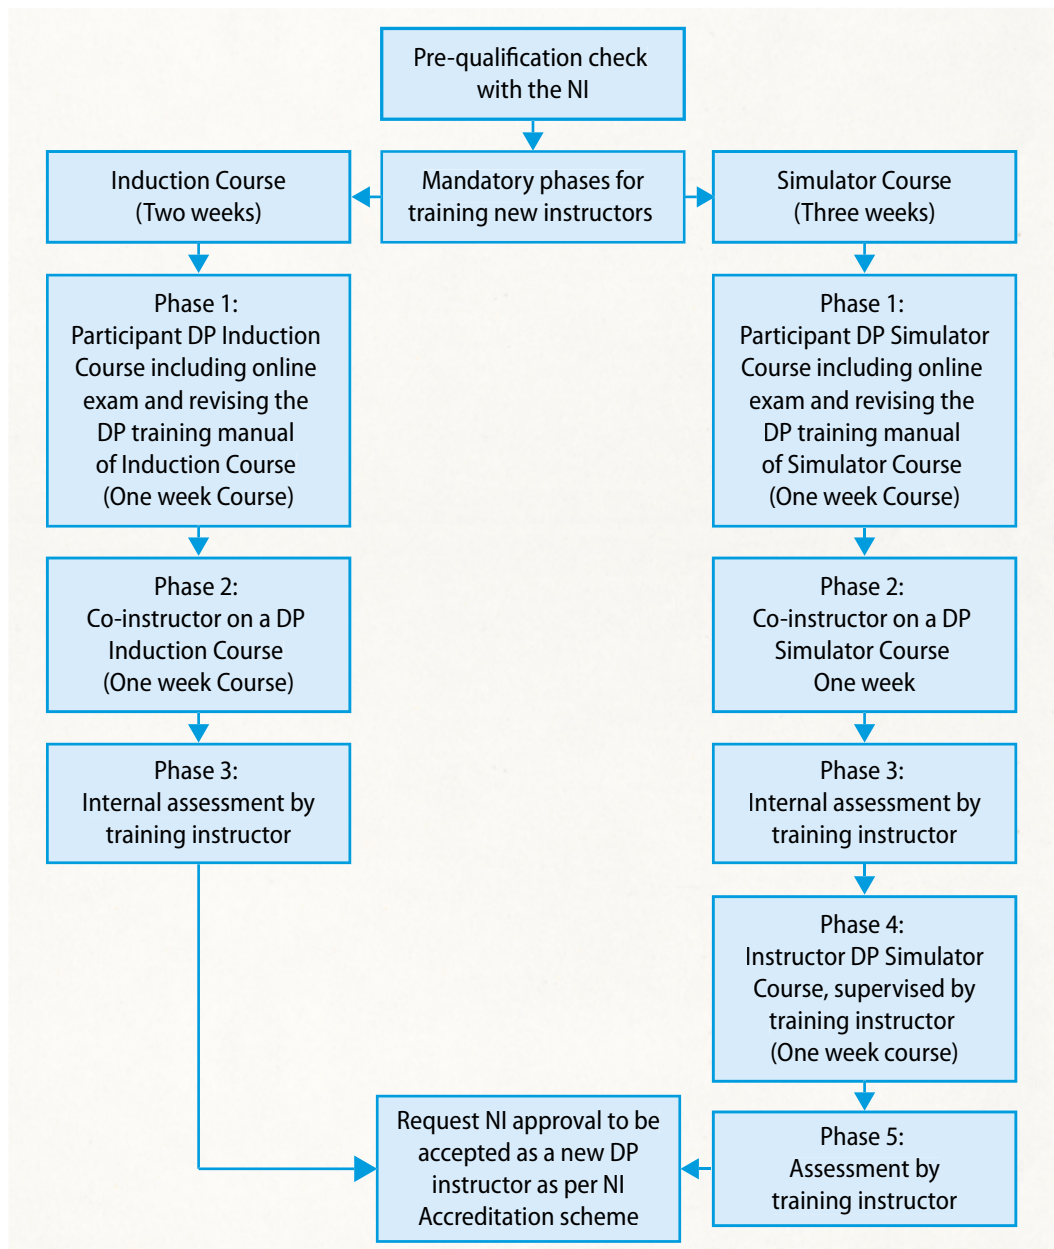 Pre-qualification check
with the NI
Induction Course
(Two weeks)
Mandatory phases for
training new instructors
Simulator Course
(Three weeks)
Phase 1:
Participant DP Induction
Course including online
exam and revising the
DP training manual
of Induction Course
(One week Course)
Phase 1:
Participant DP Simulator
Course including online
exam and revising the
DP training manual
of Simulator Course
(One week Course)
Phase 2:
Co-instructor on a DP
Induction Course
(One week Course)
Phase 2:
Co-instructor on a DP
Simulator Course
One week
Phase 3:
Internal assessment by
training instructor
Phase 3:
Internal assessment by
training instructor
Phase 4:
Instructor DP Simulator
Course, supervised by
training instructor
(One week course)
Request NI approval to be
accepted as a new DP
instructor as per NI
Accreditation scheme
Phase 5:
Assessment by
training instructor